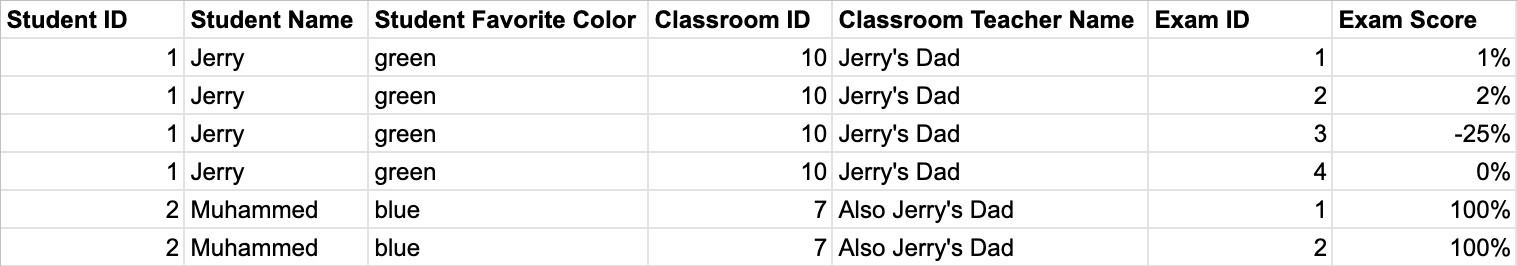 Student ID Student Name Student Favorite Color Classroom ID Classroom Teacher Name Exam ID Exam Score
1 Jerry green 10 Jerry's Dad 1 1%
1 Jerry green 10 Jerry's Dad 2 2%
1 Jerry green 10 Jerry's Dad 3 -25%
1 Jerry green 10 Jerry's Dad 4 0%
2 Muhammed blue 7 Also Jerry's Dad 1 100%
2 Muhammed blue 7 Also Jerry's Dad 2 100%